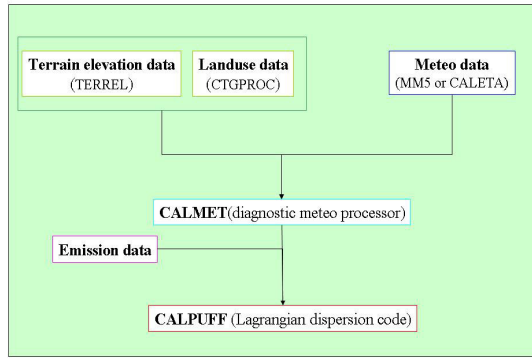 Terrain elevation data
(TERREL)
Landuse data
(CTGPROC)
Meteo data
(MM5 or CALETA)
CALMET(diagnostic meteo processor)
Emission data
CALPUFF (Lagrangian dispersion code)